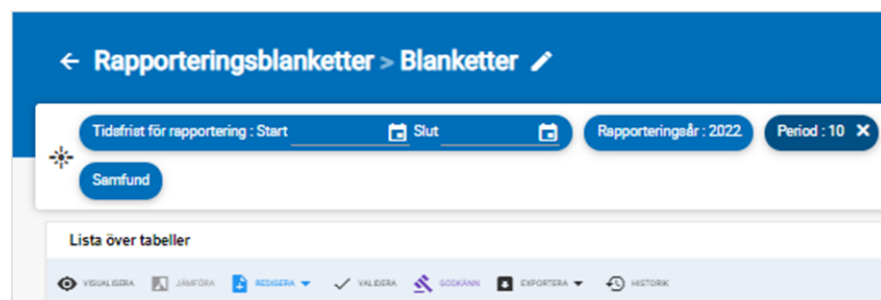 Rapporteringsblanketter > Blanketter
Tidsfrist för rapportering : Start Slut Rapporteringsår : 2022 Period : 10
Samfund
Lista över tabeller
VISUALISERA JÄMFÖRA REDIGERA VALIDERA GODKÄNN EXPORTERA HISTORIK